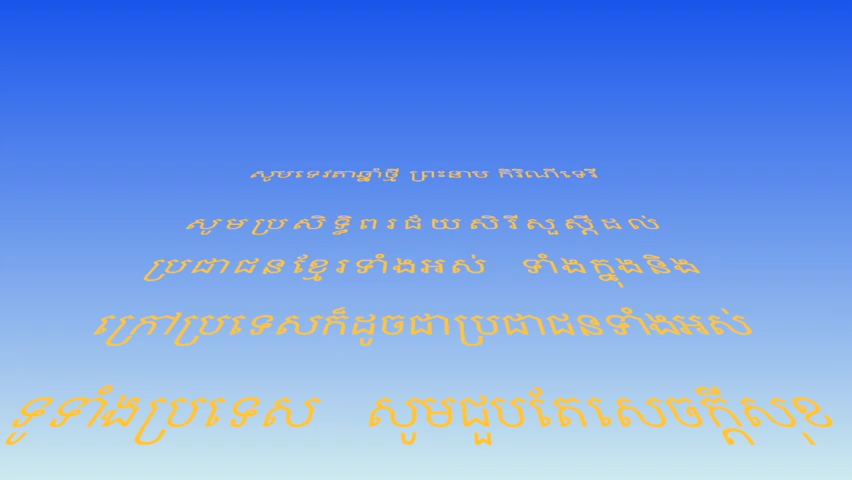 សូមទេវតាឆ្នាំថ្មី ព្រះនាម កិរិណីទេវី
សូមប្រសិទ្ធិពរជ័យសិរីសួស្តីដល់
ប្រជាជនខ្មែរទាំងអស់ ទាំងក្នុងនិង
ក្រៅប្រទេសក៏ដូចជាប្រជាជនទាំងអស់
ទូទាំងប្រទេស សូមជួបតែសេចក្តីសុខ